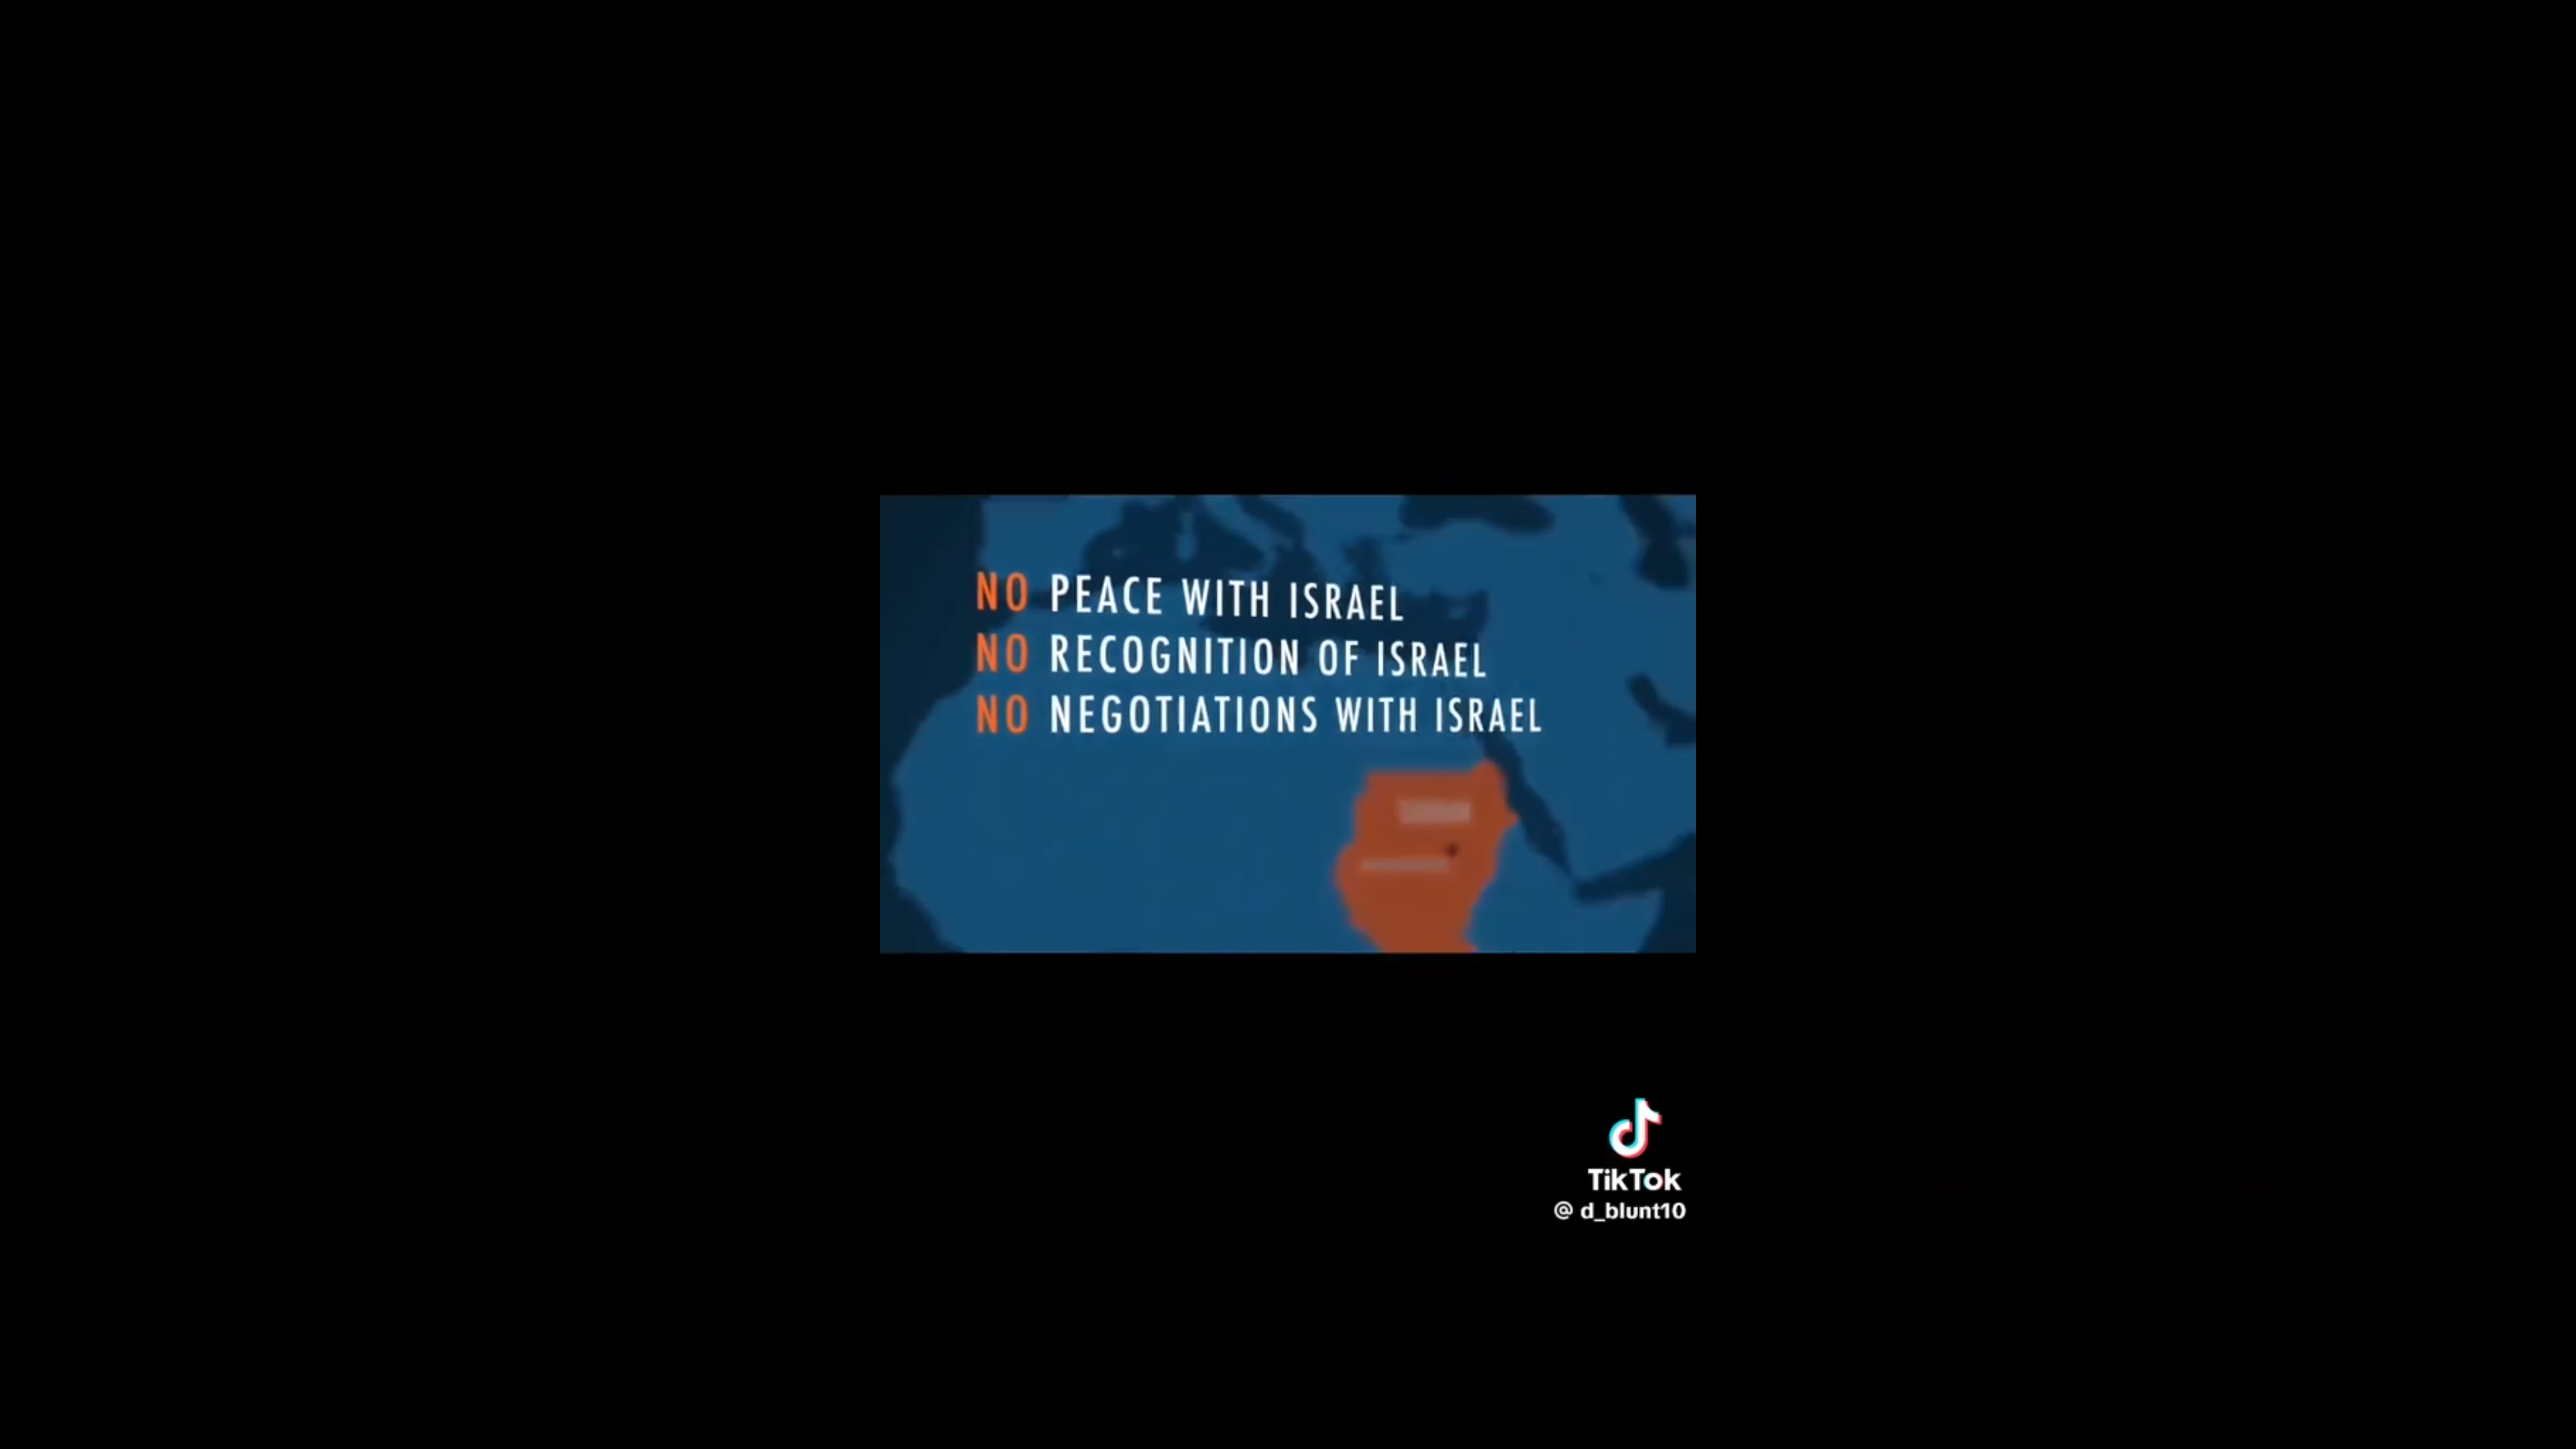 NO PEACE WITH ISRAEL
NO RECOGNITION OF ISRAEL
NO NEGOTIATIONS WITH ISRAEL
TikTok
@ d_blunt10